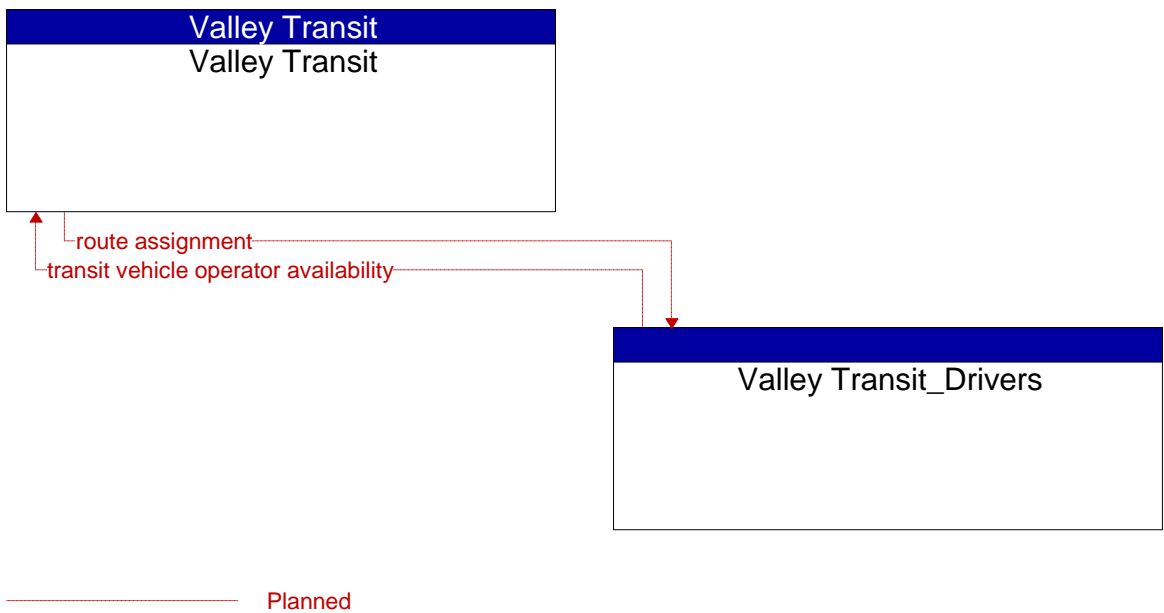 Valley Transit
Valley Transit
route assignment
transit vehicle operator availability
Valley Transit_Drivers
Planned